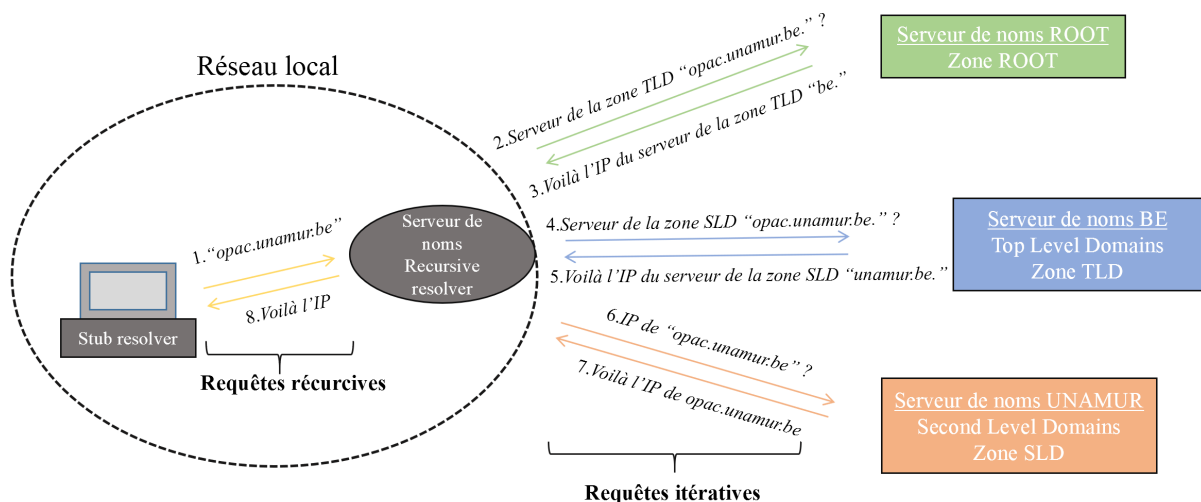 Réseau local
Stub resolver
1.“opac.unamur.be”
8.Voilà l’IP
Requêtes récurcives
Serveur de
noms
Recursive
resolver
2.Serveur de la zone TLD “opac.unamur.be.” ?
3.Voilà l’IP du serveur de la zone TLD “be.”
Serveur de noms ROOT
Zone ROOT
4.Serveur de la zone SLD “opac.unamur.be.” ?
5.Voilà l’IP du serveur de la zone SLD “unamur.be.”
Serveur de noms BE
Top Level Domains
Zone TLD
6.IP de “opac.unamur.be” ?
7.Voilà l’IP de opac.unamur.be
Serveur de noms UNAMUR
Second Level Domains
Zone SLD
Requêtes itératives